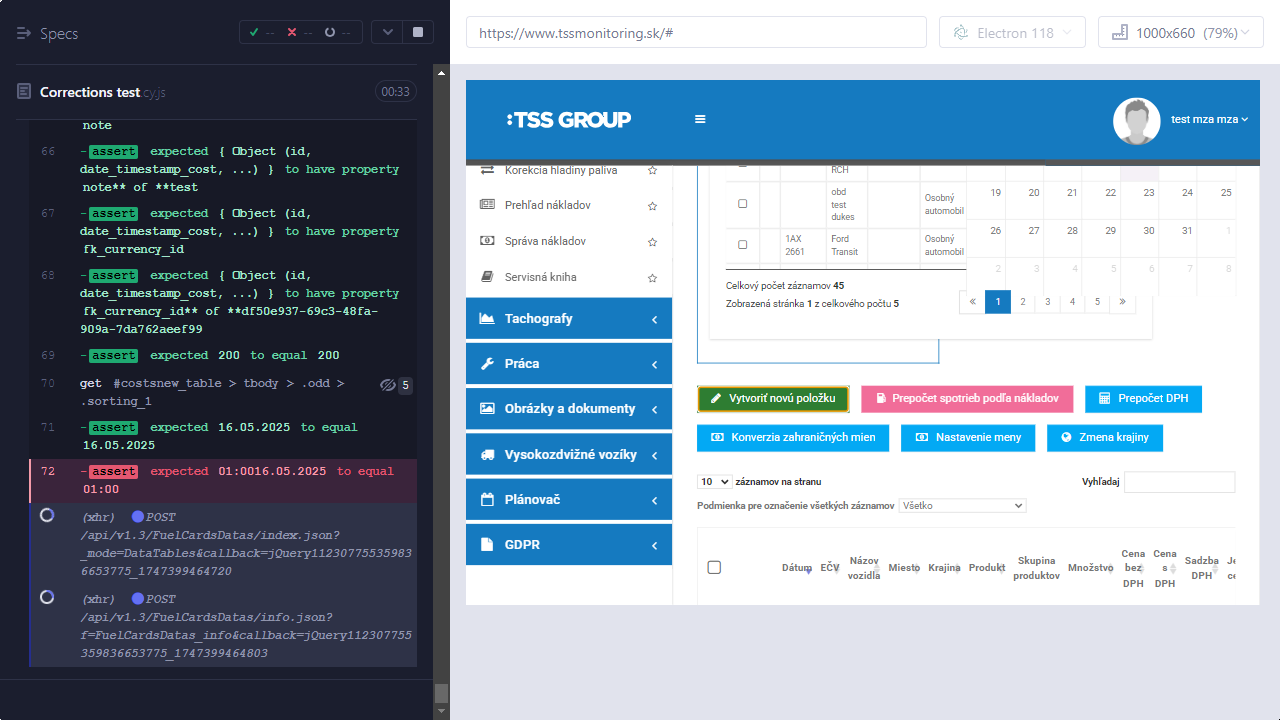 Specs
--
--
--
https://www.tssmonitoring.sk/#
Electron 118
1000x660 (79%)
Corrections test.cy.js
00:33
note
66 -assert expected { Object (id, date_timestamp_cost, ...) } to have property note** of **test
67 -assert expected { Object (id, date_timestamp_cost, ...) } to have property fk_currency_id
68 -assert expected { Object (id, date_timestamp_cost, ...) } to have property fk_currency_id** of **df50e937-69c3-48fa-909a-7da762aeef99
69 -assert expected 200 to equal 200
70 get #costsnew_table > tbody > .odd > .sorting_1 5
71 -assert expected 16.05.2025 to equal 16.05.2025
72 -assert expected 01:0016.05.2025 to equal 01:00
(xhr) POST
/api/v1.3/FuelCardsDatas/index.json?
_mode=DataTables&callback=jQuery11230775535983
6653775_1747399464720
(xhr) POST
/api/v1.3/FuelCardsDatas/info.json?
f=FuelCardsDatas_info&callback=jQuery112307755
359836653775_1747399464803
:TSS GROUP
test mza mza
Korekcia hladiny paliva
Prehľad nákladov
Správa nákladov
Servisná kniha
Tachografy
Práca
Obrázky a dokumenty
Vysokozdvižné vozíky
Plánovač
GDPR
RCH
obd test dukes Osobný automobil
1AX 2661 Ford Transit Osobný automobil
19 20 21 22 23 24 25
26 27 28 29 30 31 1
2 3 4 5 6 7 8
Celkový počet záznamov 45
Zobrazená stránka 1 z celkového počtu 5
« 1 2 3 4 5 »
Vytvoriť novú položku
Prepočet spotrieb podľa nákladov
Prepočet DPH
Konverzia zahraničných mien
Nastavenie meny
Zmena krajiny
10 záznamov na stranu
Vyhľadaj
Podmienka pre označenie všetkých záznamov Všetko
Dátum EČV Názov vozidla Miesto Krajina Produkt Skupina produktov Množstvo Cena bez DPH Cena s DPH Sadzba DPH